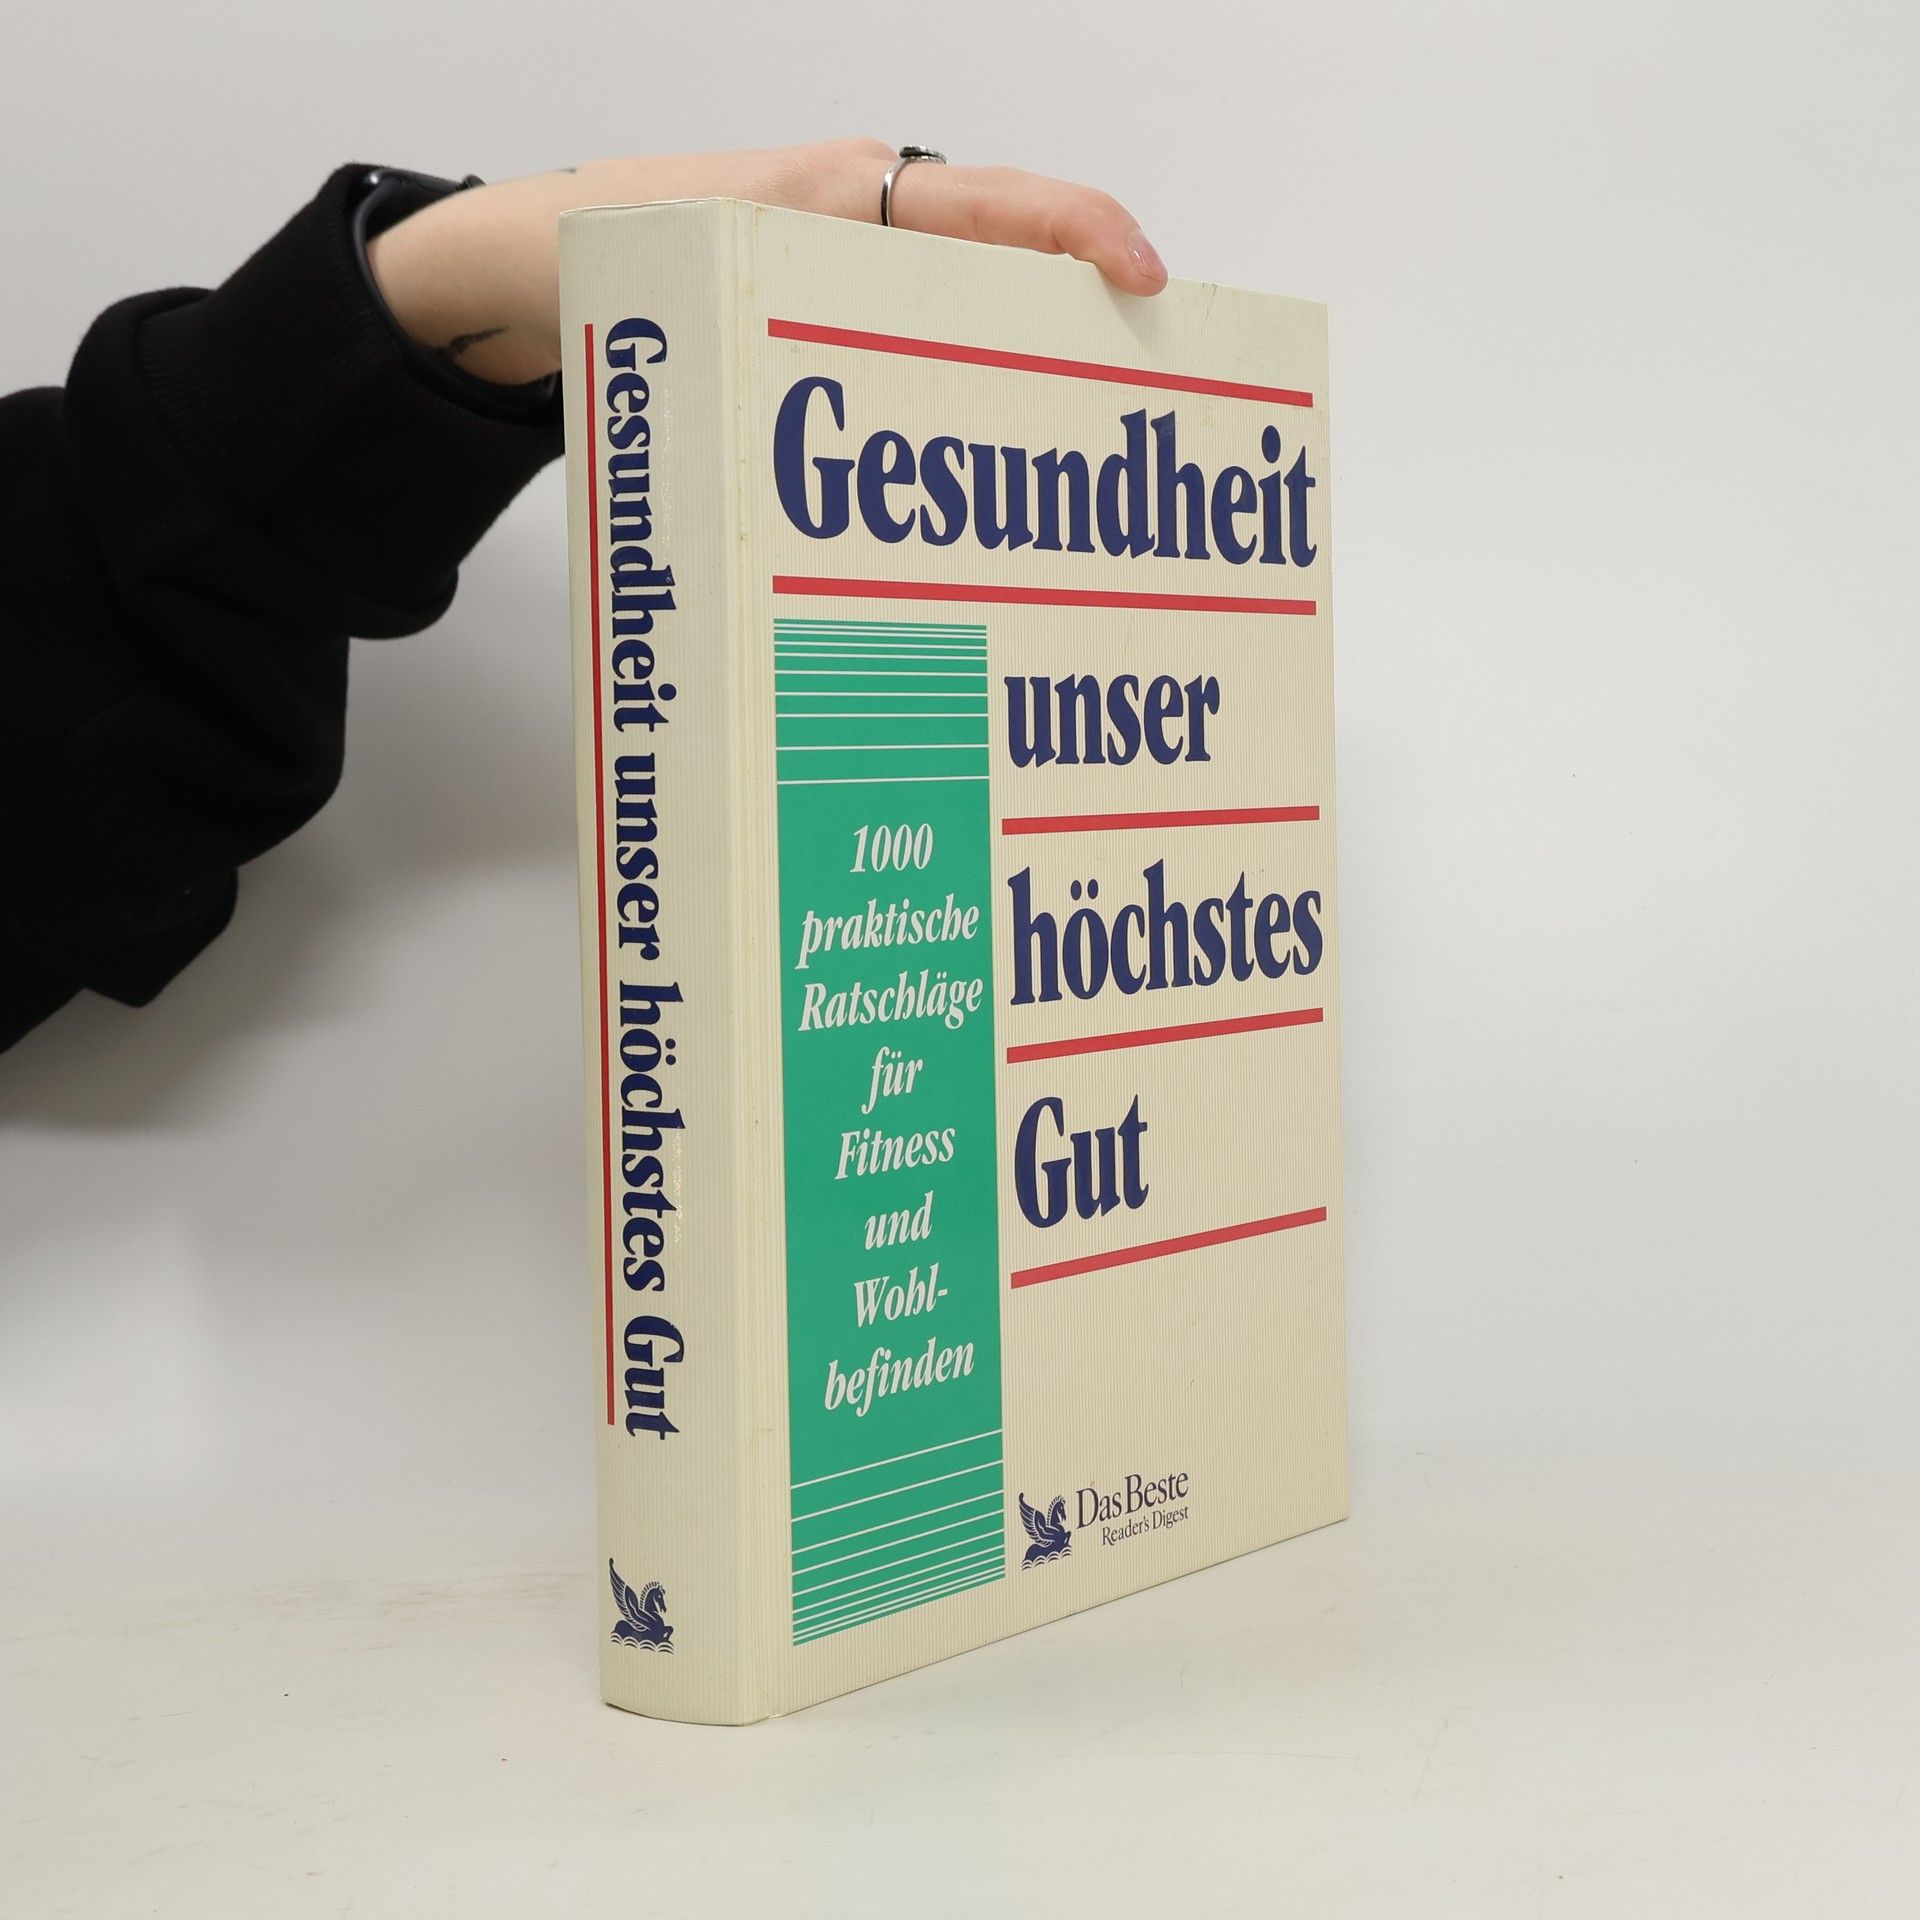 Gesundheit unser höchstes Gut
Gesundheit
unser
höchstes
Gut
1000
praktische
Ratschläge
für
Fitness
und
Wohl-
befinden
Das Beste
Reader's Digest